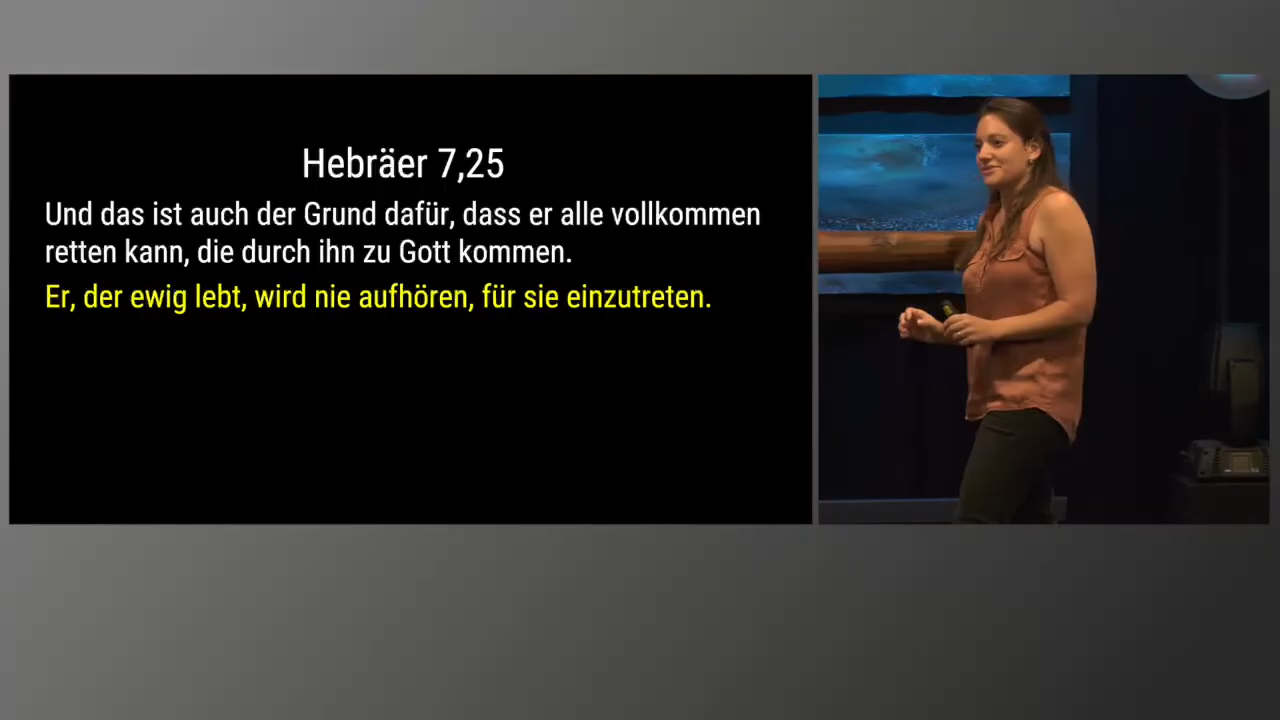 Hebräer 7,25
Und das ist auch der Grund dafür, dass er alle vollkommen
retten kann, die durch ihn zu Gott kommen.
Er, der ewig lebt, wird nie aufhören, für sie einzutreten.